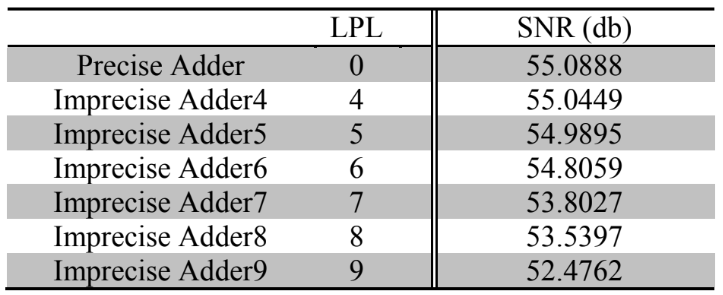 LPL SNR (db)
Precise Adder 0 55.0888
Imprecise Adder4 4 55.0449
Imprecise Adder5 5 54.9895
Imprecise Adder6 6 54.8059
Imprecise Adder7 7 53.8027
Imprecise Adder8 8 53.5397
Imprecise Adder9 9 52.4762